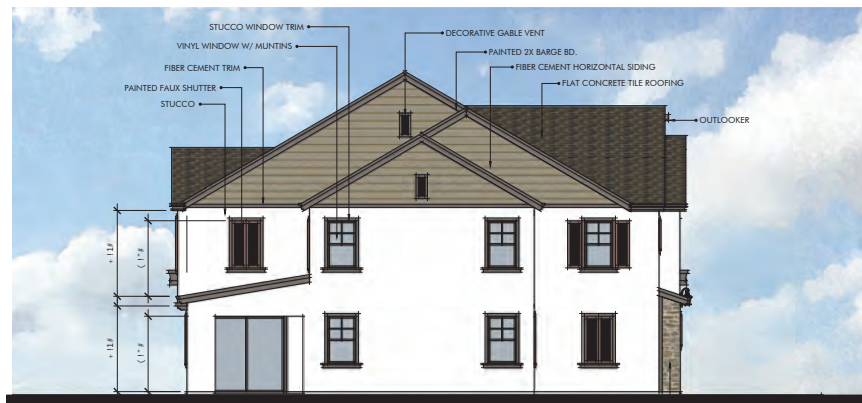 STUCCO WINDOW TRIM
DECORATIVE GABLE VENT
VINYL WINDOW W/ MUNTINS
PAINTED 2X BARGE BD.
FIBER CEMENT TRIM
FIBER CEMENT HORIZONTAL SIDING
PAINTED FAUX SHUTTER
FLAT CONCRETE TILE ROOFING
STUCCO
OUTLOOKER